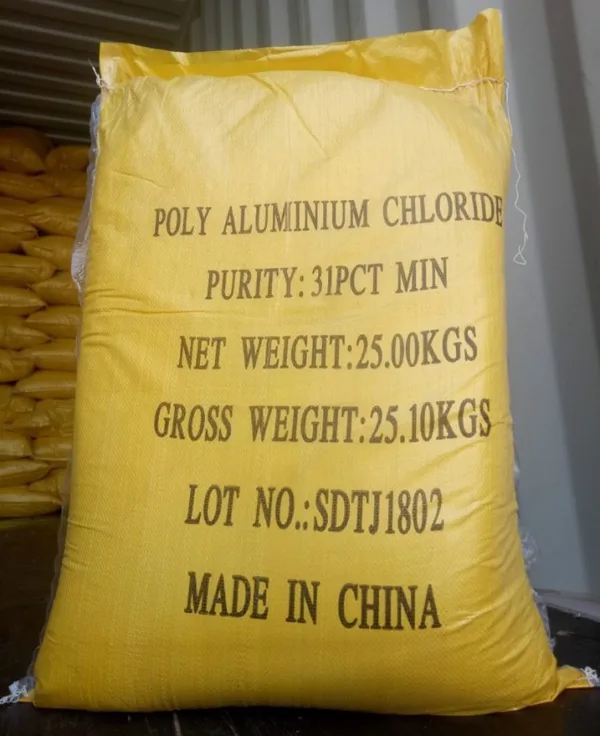 POLY ALUMINIUM CHLORIDE
PURITY: 31PCT MIN
NET WEIGHT:25.00KGS
GROSS WEIGHT:25.10KGS
LOT NO.:SDTJ1802
MADE IN CHINA